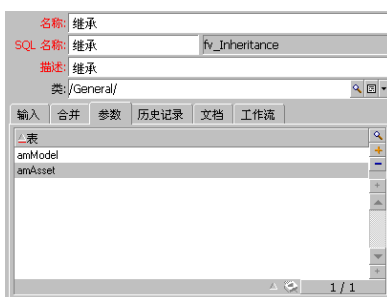 名称: 继承
SQL 名称: 继承 fv_Inheritance
描述: 继承
类: /General/
输入 合并 参数 历史记录 文档 工作流
表
amModel
amAsset
1 / 1